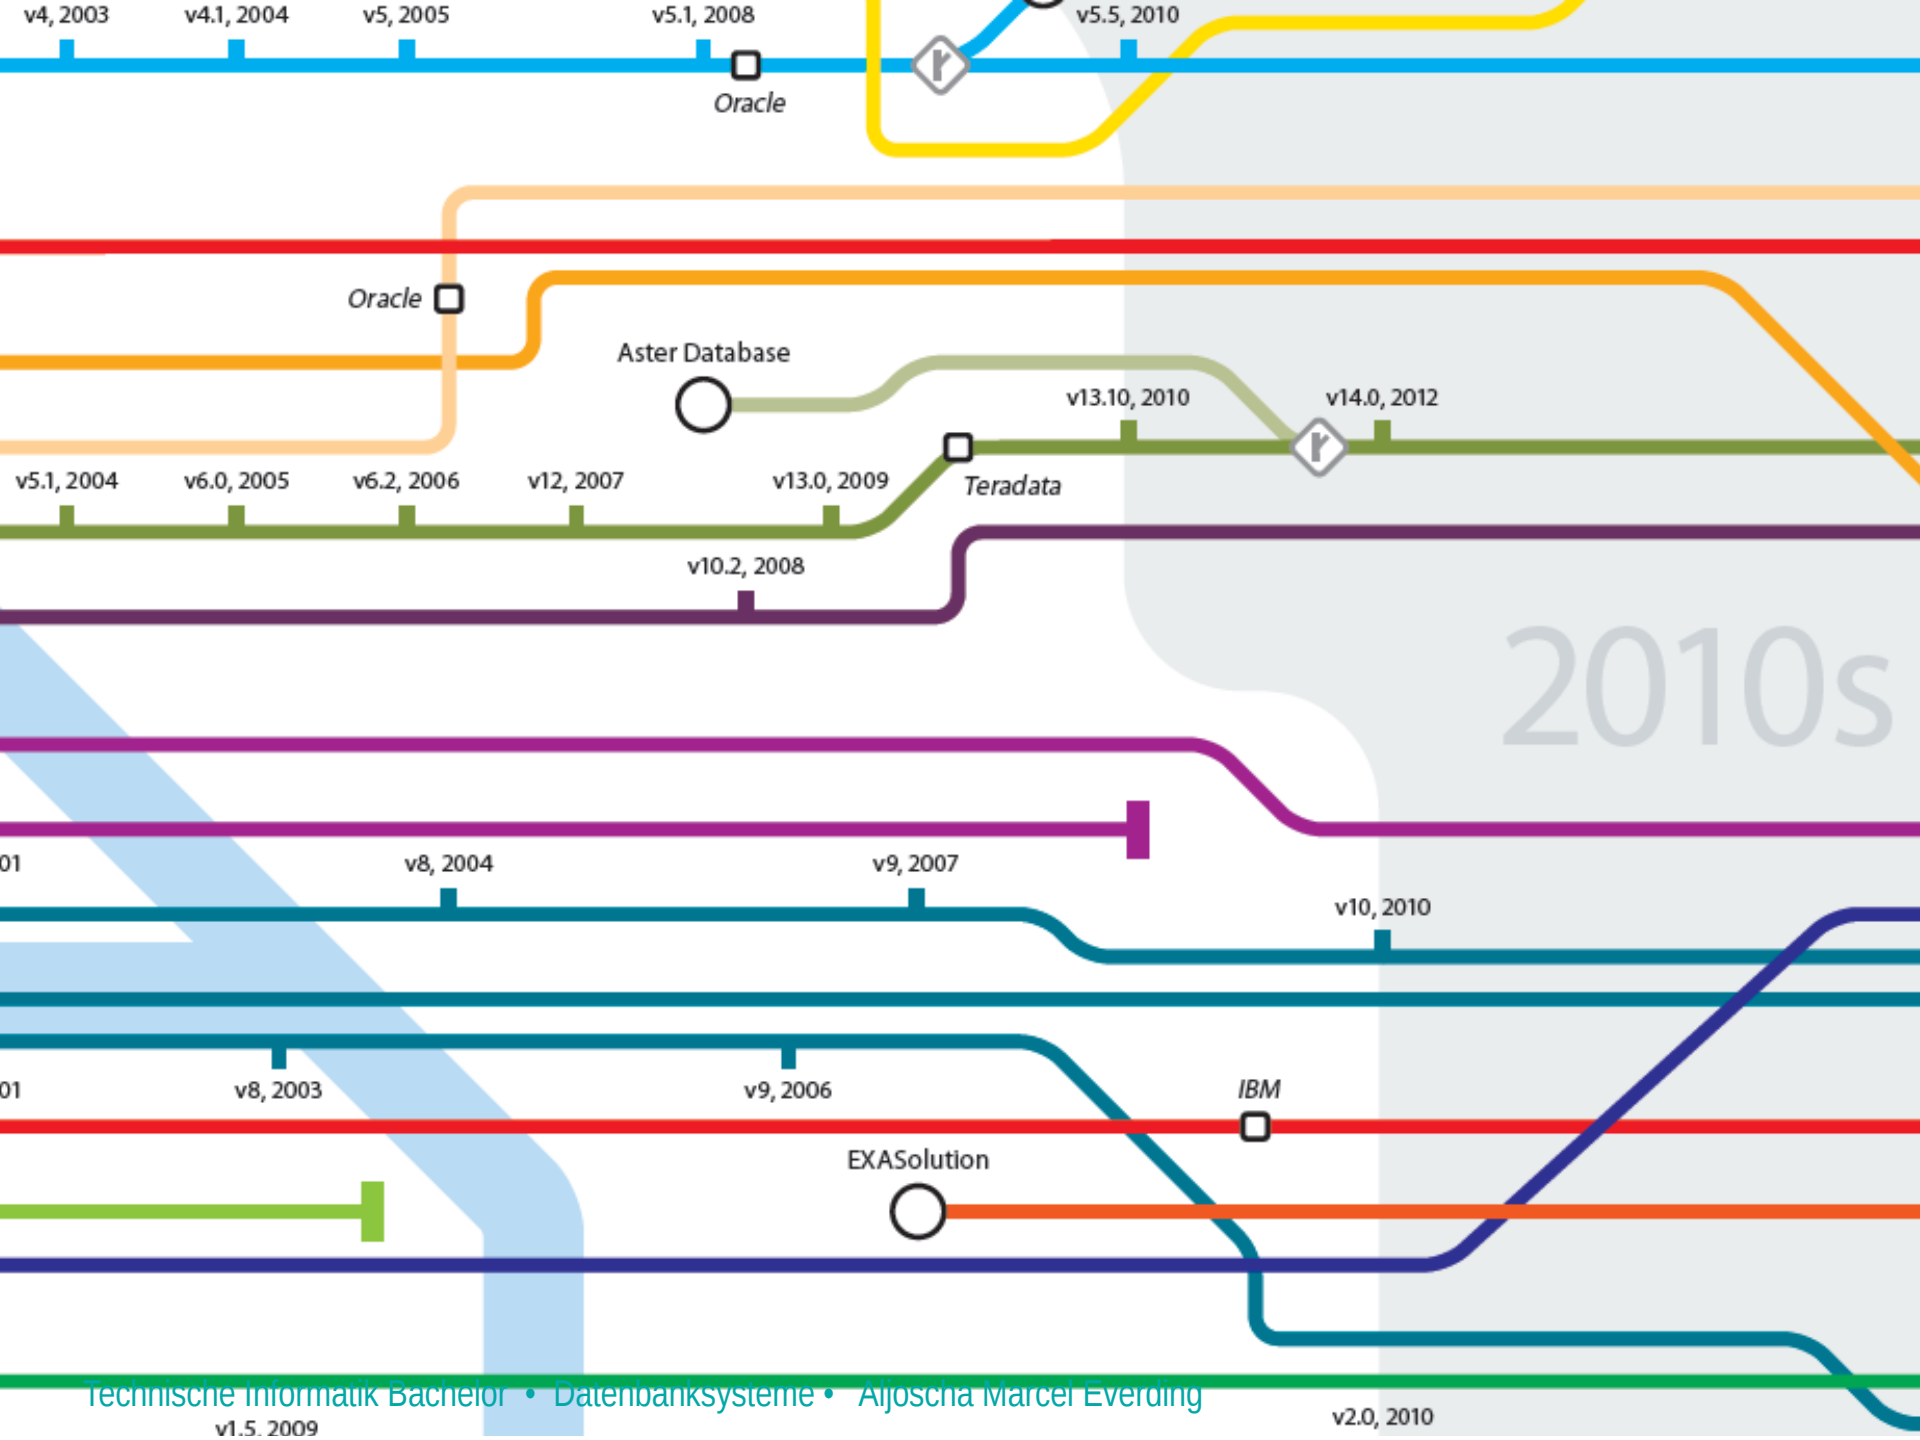 v4, 2003 v4.1, 2004 v5, 2005 v5.1, 2008 v5.5, 2010
Oracle
Oracle
Aster Database
v13.10, 2010 v14.0, 2012
v5.1, 2004 v6.0, 2005 v6.2, 2006 v12, 2007 v13.0, 2009 Teradata
v10.2, 2008
2010s
01 v8, 2004 v9, 2007
v10, 2010
01 v8, 2003 v9, 2006 IBM
EXASolution
Technische Informatik Bachelor • Datenbanksysteme • Aljoscha Marcel Everding
v1.5, 2009 v2.0, 2010